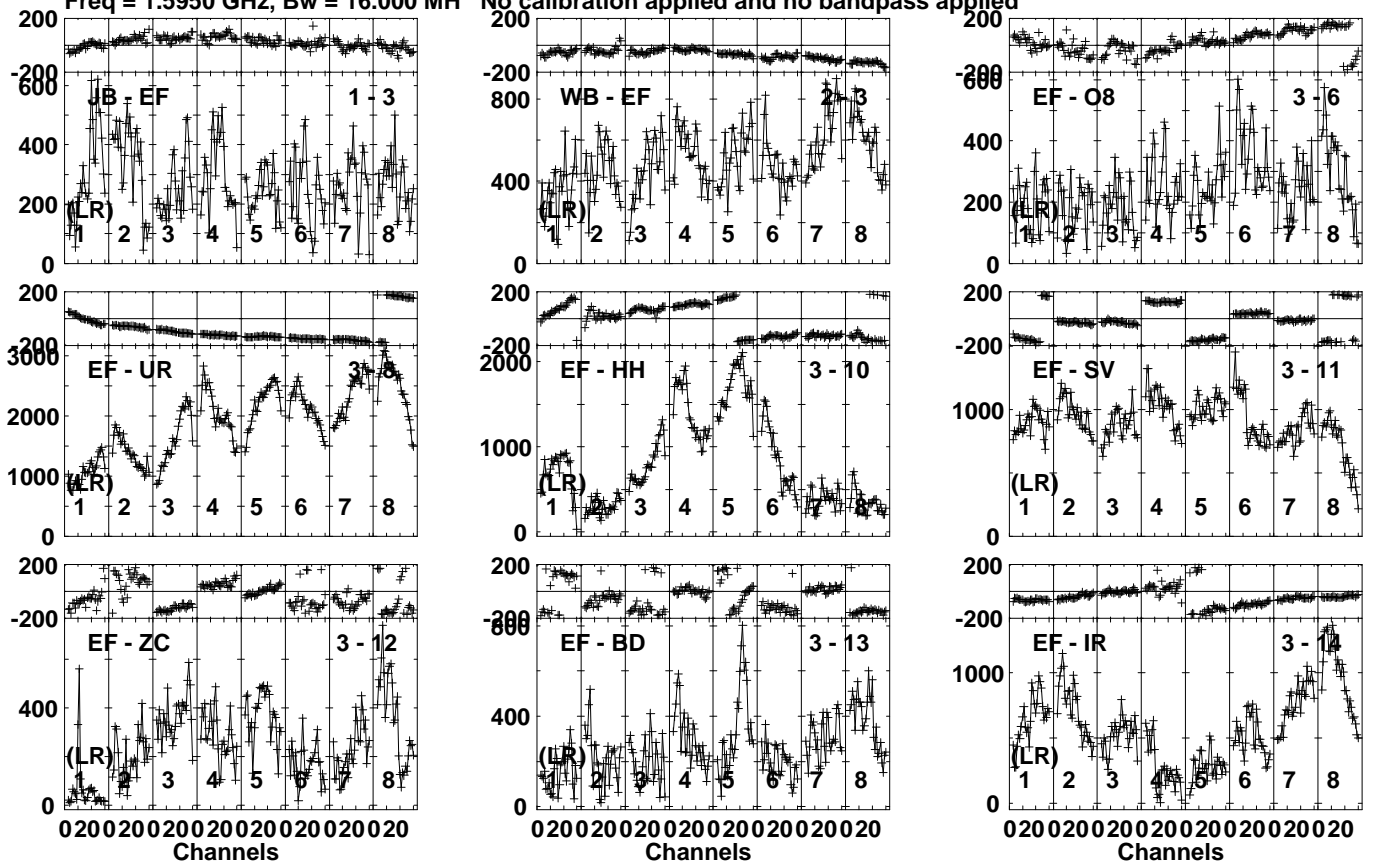 Freq = 1.5950 GHz, Bw = 16.000 MH No calibration applied and no bandpass applied
200
-200
600
400
200
0
JB - EF 1 - 3
(LR)
1 2 3 4 5 6 7 8
200
-200
800
400
0
WB - EF 2 - 3
(LR)
1 2 3 4 5 6 7 8
200
-200
600
400
200
0
EF - O8 3 - 6
(LR)
1 2 3 4 5 6 7 8
200
-200
3000
2000
1000
0
EF - UR 3 - 8
(LR)
1 2 3 4 5 6 7 8
200
-200
2000
1000
0
EF - HH 3 - 10
(LR)
1 2 3 4 5 6 7 8
200
-200
1000
0
EF - SV 3 - 11
(LR)
1 2 3 4 5 6 7 8
200
-200
400
0
EF - ZC 3 - 12
(LR)
1 2 3 4 5 6 7 8
0 20 0 20 0 20 0 20 0 20 0 20 0 20 0 20
Channels
200
-200
800
400
0
EF - BD 3 - 13
(LR)
1 2 3 4 5 6 7 8
0 20 0 20 0 20 0 20 0 20 0 20 0 20 0 20
Channels
200
-200
1000
0
EF - IR 3 - 14
(LR)
1 2 3 4 5 6 7 8
0 20 0 20 0 20 0 20 0 20 0 20 0 20 0 20
Channels